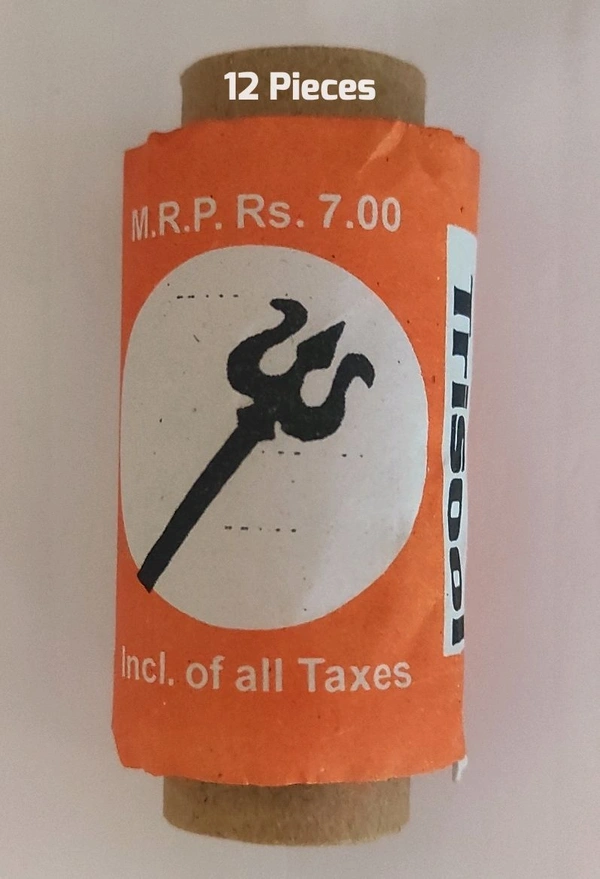 12 Pieces
M.R.P. Rs. 7.00
Trisool
Incl. of all Taxes